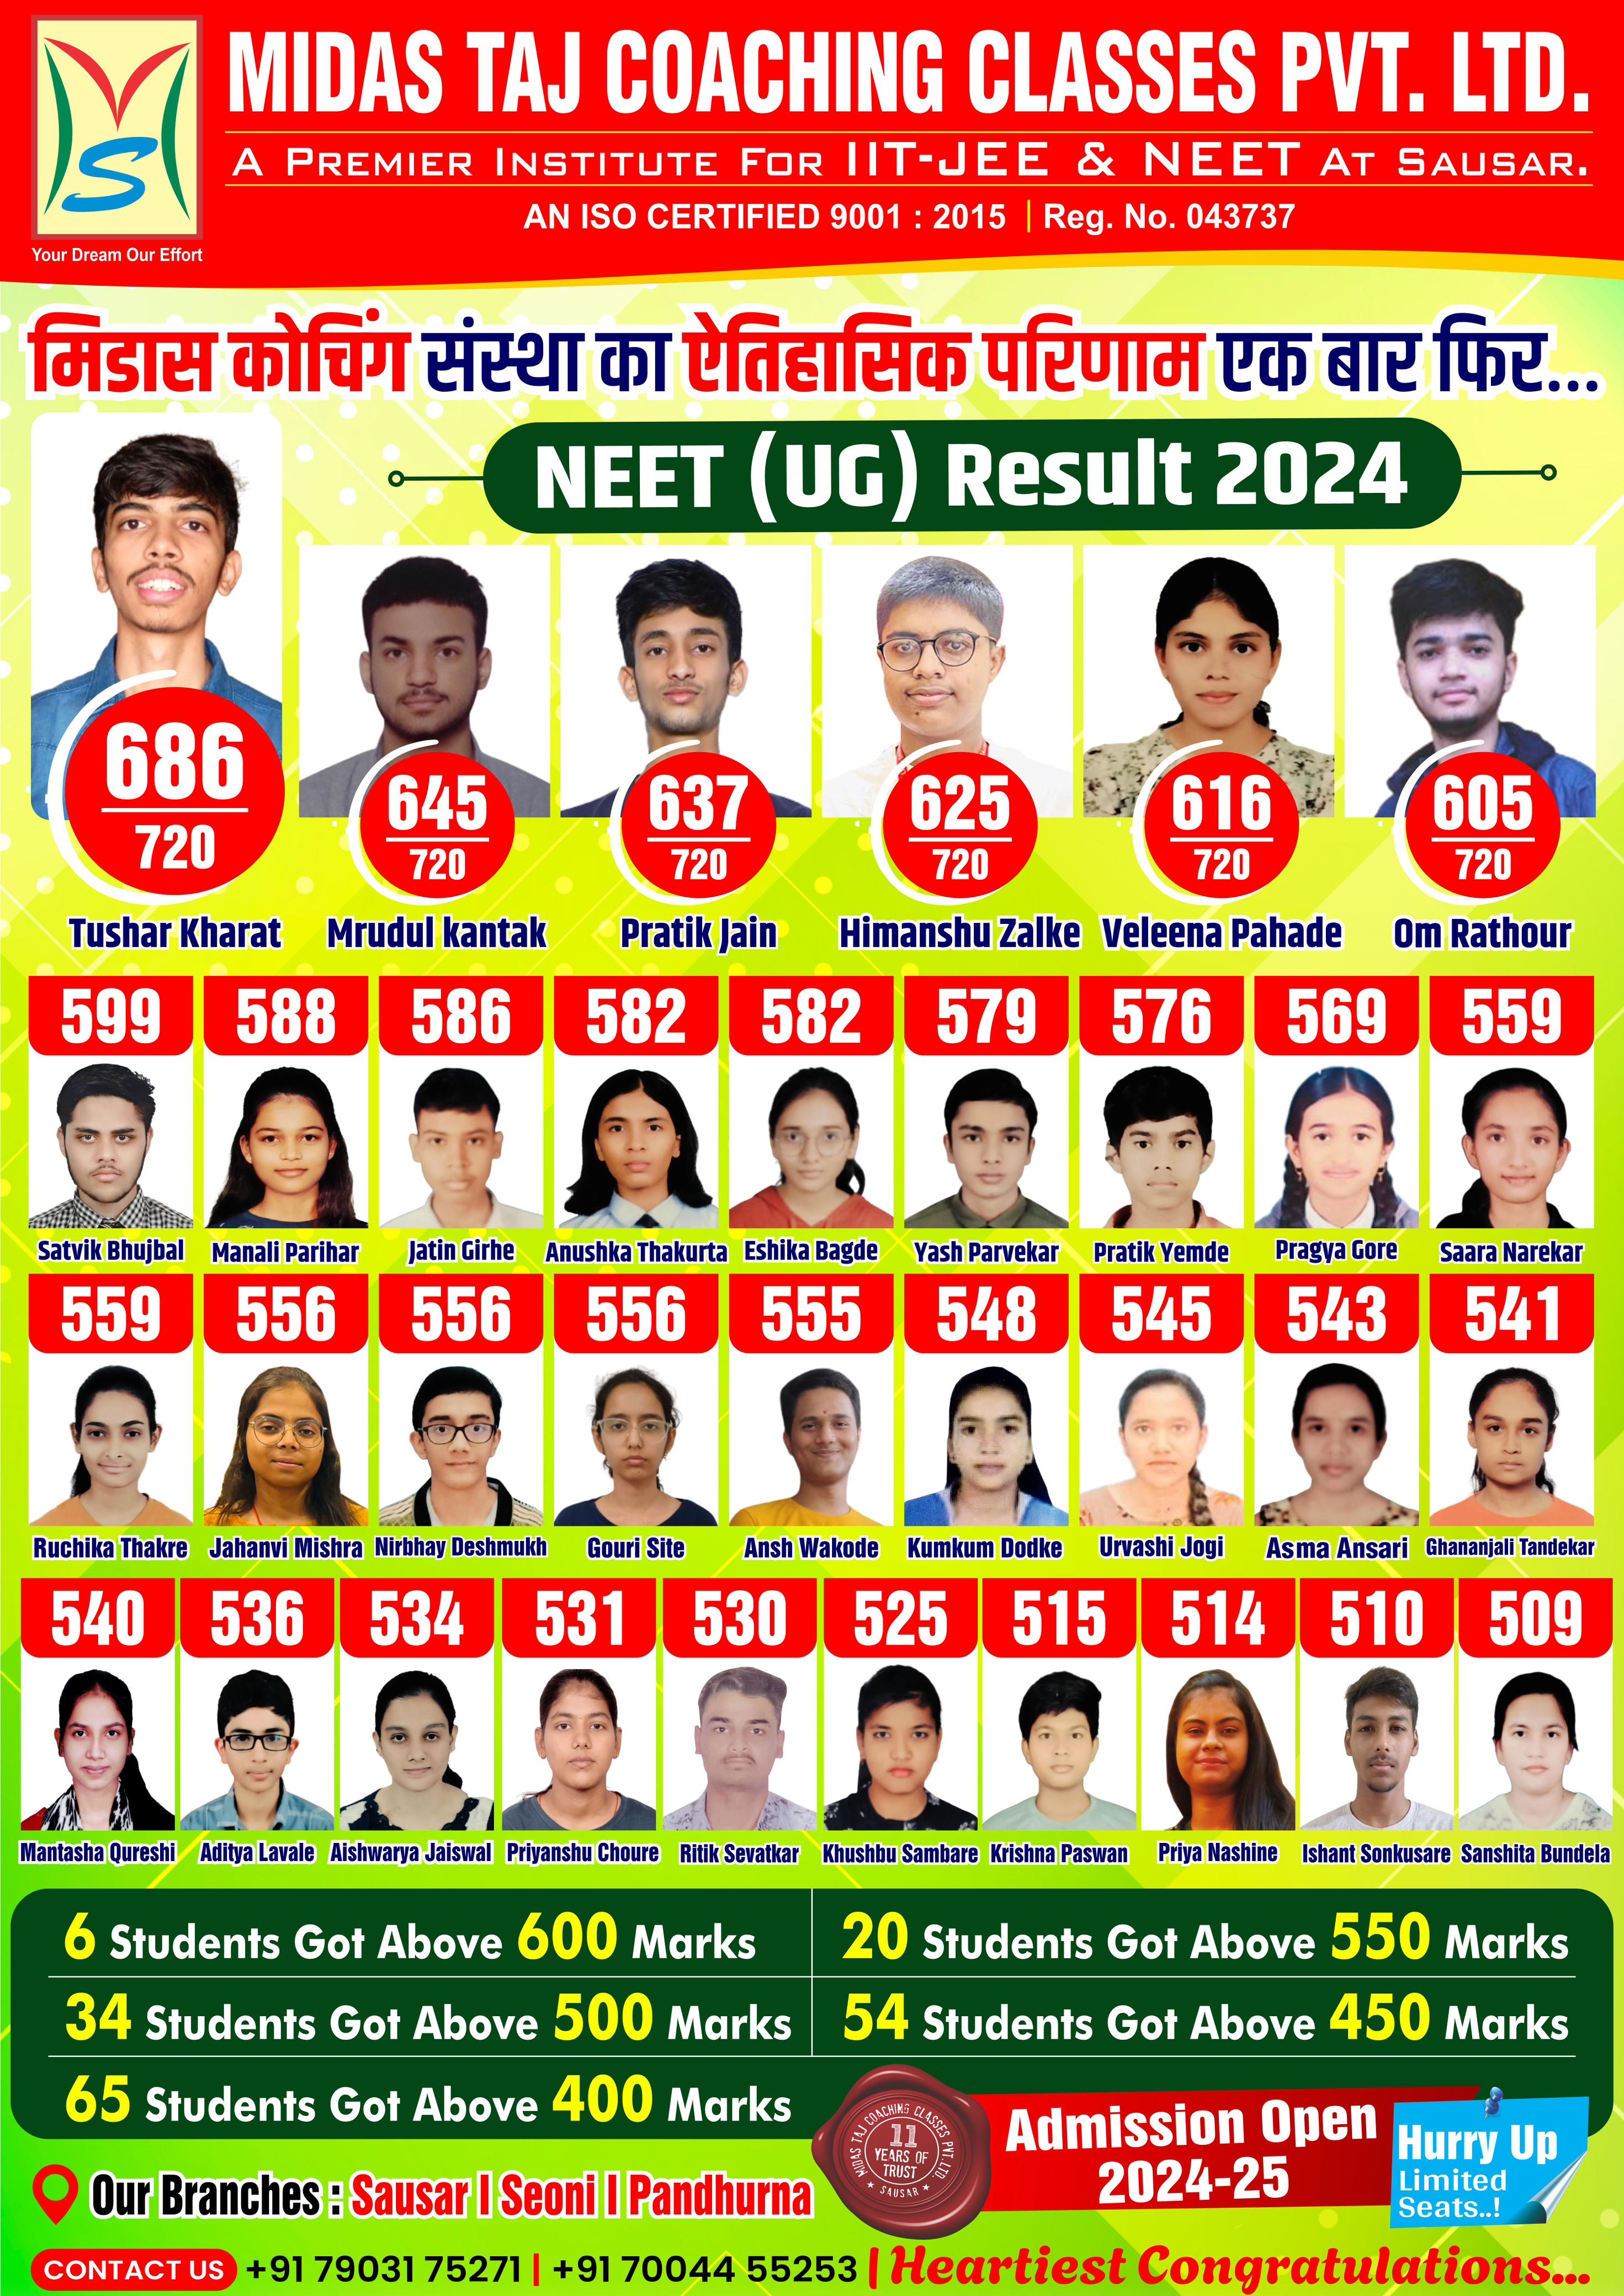 MIDAS TAJ COACHING CLASSES PVT. LTD.
A PREMIER INSTITUTE FOR IIT-JEE & NEET AT SAUSAR.
AN ISO CERTIFIED 9001 : 2015 | Reg. No. 043737
S
Your Dream Our Effort
मिडास कोचिंग संस्था का ऐतिहासिक परिणाम एक बार फिर...
NEET (UG) Result 2024
686 645 637 625 616 605
720 720 720 720 720 720
Tushar Kharat Mrudul kantak Pratik Jain Himanshu Zalke Veleena Pahade Om Rathour
599 588 586 582 582 579 576 569 559
Satvik Bhujbal Manali Parihar Jatin Girhe Anushka Thakurta Eshika Bagde Yash Parvekar Pratik Yemde Pragya Gore Saara Narekar
559 556 556 556 555 548 545 543 541
Ruchika Thakre Jahanvi Mishra Nirbhay Deshmukh Gouri Site Ansh Wakode Kumkum Dodke Urvashi Jogi Asma Ansari Ghananjali Tandekar
540 536 534 531 530 525 515 514 510 509
Mantasha Qureshi Aditya Lavale Aishwarya Jaiswal Priyanshu Choure Ritik Sevatkar Khushbu Sambare Krishna Paswan Priya Nashine Ishant Sonkusare Sanshita Bundela
6 Students Got Above 600 Marks 20 Students Got Above 550 Marks
34 Students Got Above 500 Marks 54 Students Got Above 450 Marks
65 Students Got Above 400 Marks
MIDAS TAJ COACHING CLASSES PVT. LTD.
11
YEARS OF
TRUST
SAUSAR
Admission Open
2024-25
Hurry Up
Limited
Seats..!
Our Branches : Sausar | Seoni | Pandhurna
CONTACT US +91 79031 75271 | +91 70044 55253 | Heartiest Congratulations...